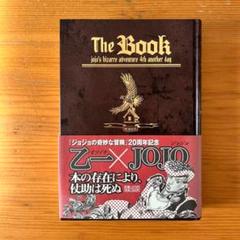 The Book
jojo's bizarre adventure 4th another day
「ジョジョの奇妙な冒険」20周年記念
乙一×JOJO
本の存在により、
仗助は死ぬ